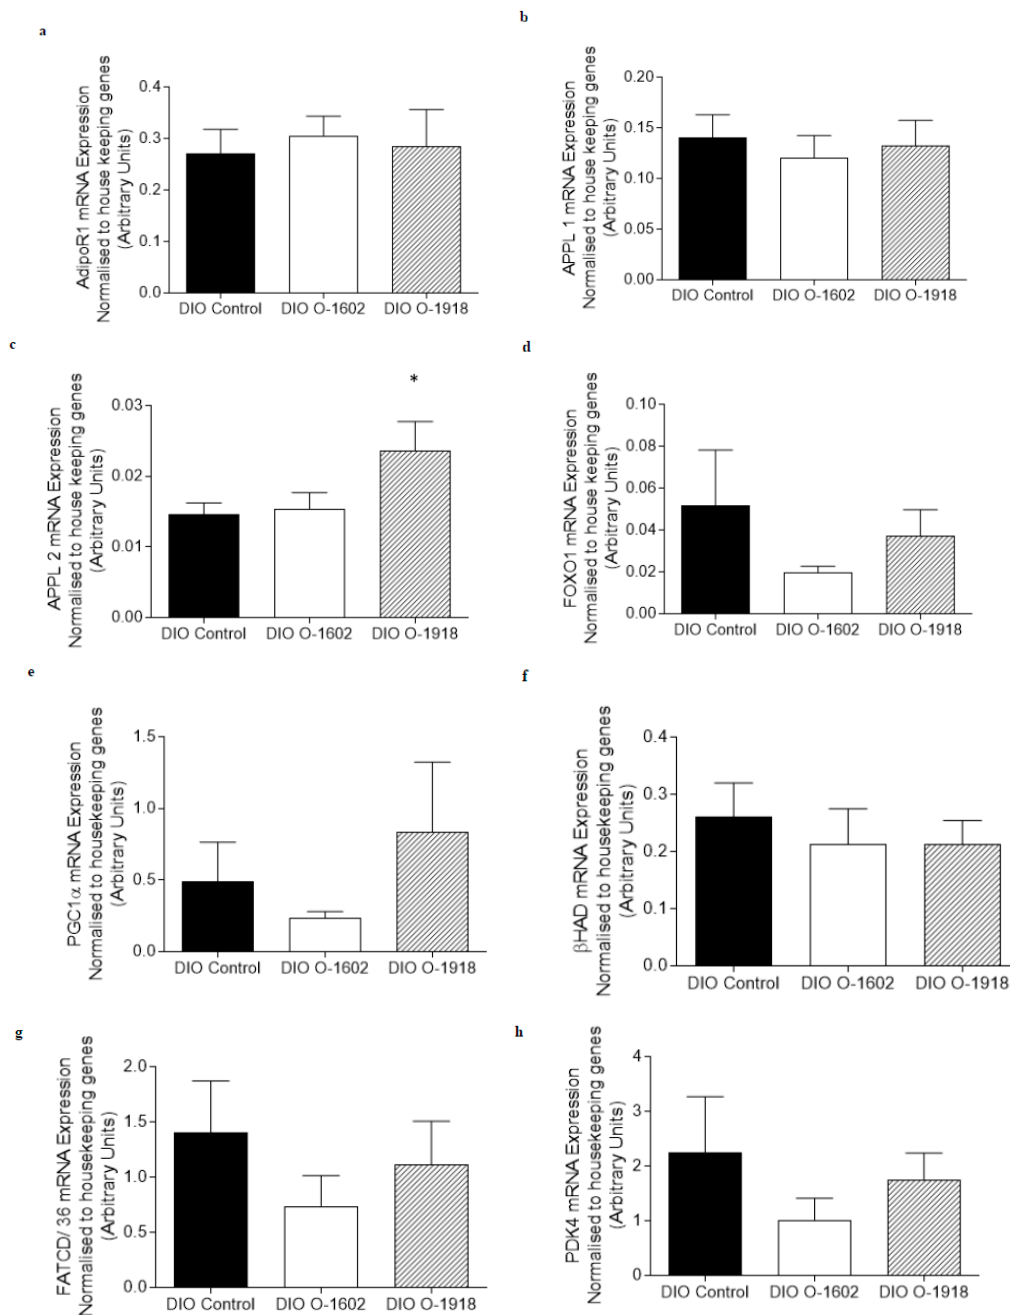 a
AdipoR1 mRNA Expression
Normalised to house keeping genes
(Arbitrary Units)
0.4
0.3
0.2
0.1
0.0
DIO Control DIO O-1602 DIO O-1918
b
APPL 1 mRNA Expression
Normalised to house keeping genes
(Arbitrary Units)
0.20
0.15
0.10
0.05
0.00
DIO Control DIO O-1602 DIO O-1918
c
APPL 2 mRNA Expression
Normalised to house keeping genes
(Arbitrary Units)
0.03
0.02
0.01
0.00
*
DIO Control DIO O-1602 DIO O-1918
d
FOXO1 mRNA Expression
Normalised to house keeping genes
(Arbitrary Units)
0.10
0.08
0.06
0.04
0.02
0.00
DIO Control DIO O-1602 DIO O-1918
e
PGC1α mRNA Expression
Normalised to housekeeping genes
(Arbitrary Units)
1.5
1.0
0.5
0.0
DIO Control DIO O-1602 DIO O-1918
f
βHAD mRNA Expression
Normalised to housekeeping genes
(Arbitrary Units)
0.4
0.3
0.2
0.1
0.0
DIO Control DIO O-1602 DIO O-1918
g
FATCD/ 36 mRNA Expression
Normalised to housekeeping genes
(Arbitrary Units)
2.0
1.5
1.0
0.5
0.0
DIO Control DIO O-1602 DIO O-1918
h
PDK4 mRNA Expression
Normalised to housekeeping genes
(Arbitrary Units)
4
3
2
1
0
DIO Control DIO O-1602 DIO O-1918